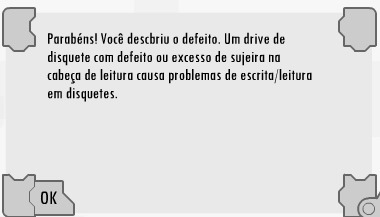 Parabéns! Você descbriu o defeito. Um drive de
disquete com defeito ou excesso de sujeira na
cabeça de leitura causa problemas de escrita/leitura
em disquetes.
OK